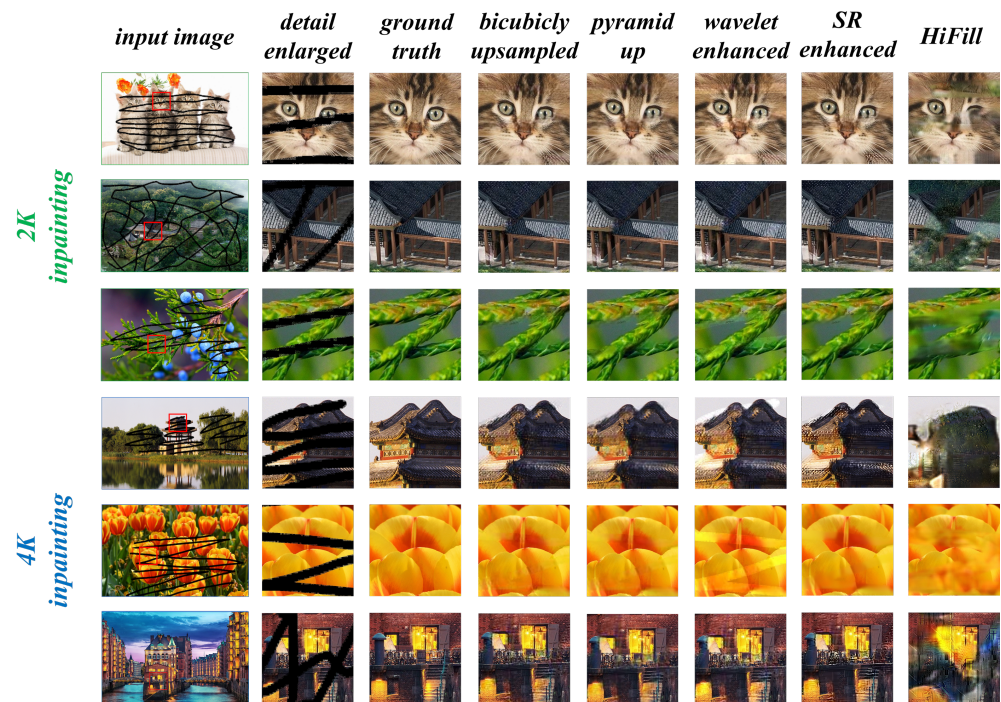 input image
detail
enlarged
ground
truth
bicubicly
upsampled
pyramid
up
wavelet
enhanced
SR
enhanced
HiFill
2K
inpainting
4K
inpainting